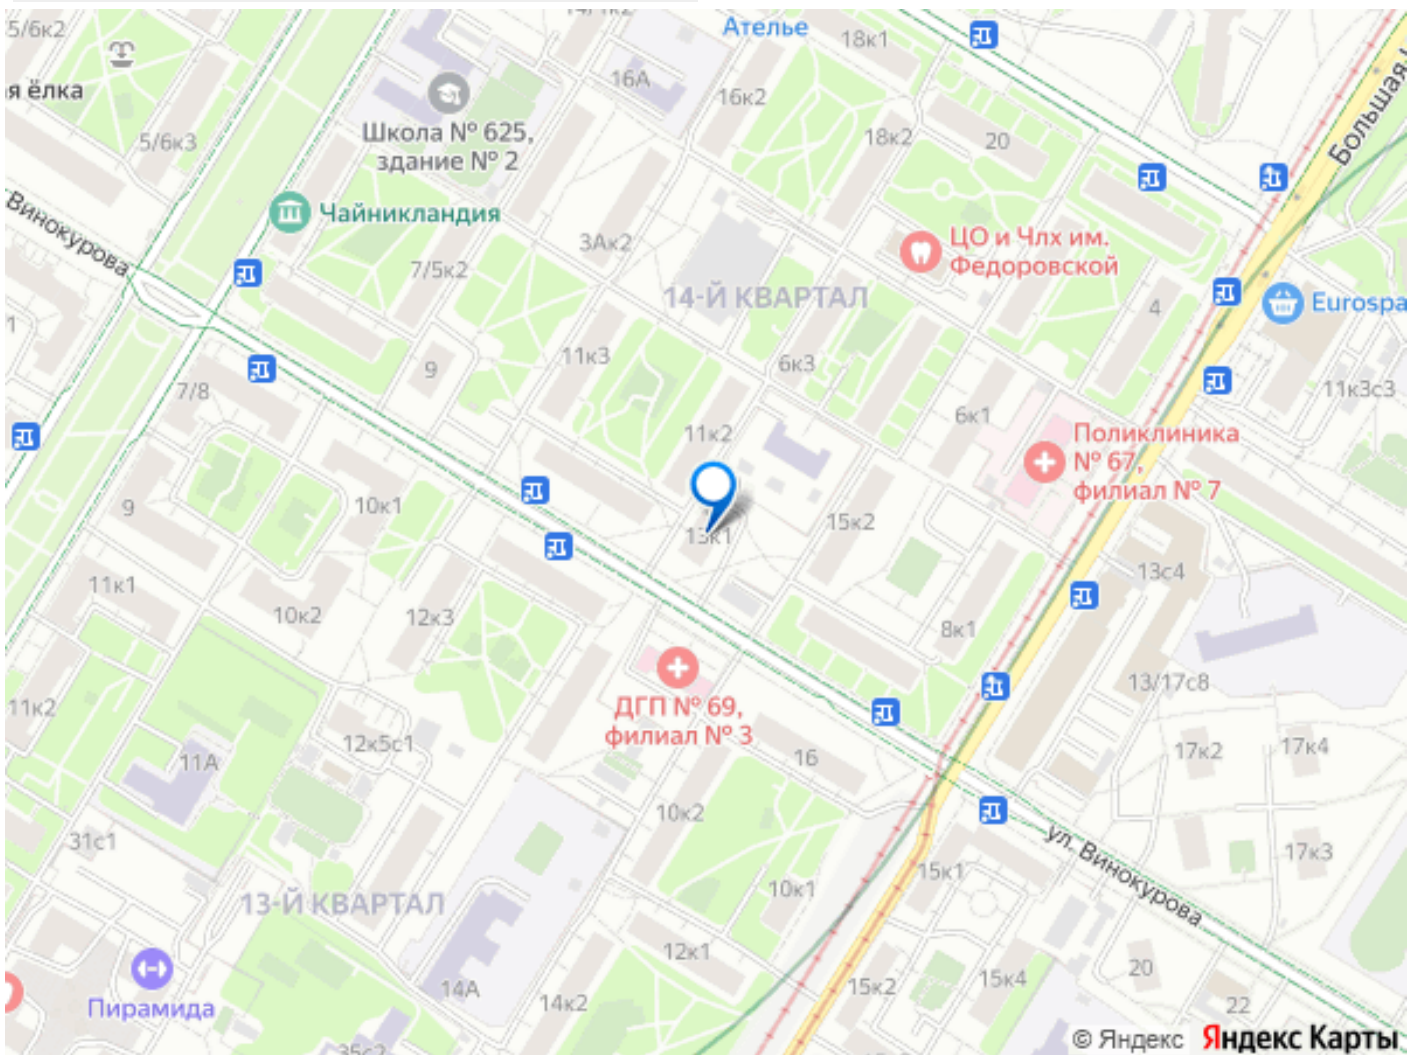 5/6к2
14/1к2
Ателье
18к1
я ёлка
16А
16к2
Большая
5/6к3
Школа № 625,
здание № 2
18к2
20
Винокурова
Чайникландия
3Ак2
ЦО и Члх им.
Федоровской
7/5к2
14-Й КВАРТАЛ
4
Eurospa
1
11к3
6к3
9
7/8
11к3с3
6к1
11к2
Поликлиника
№ 67,
филиал № 7
9
10к1
13к1
15к2
11к1
13с4
10к2
12к3
8к1
13/17с8
11к2
ДГП № 69,
филиал № 3
12к5с1
16
17к2
17к4
11А
10к2
31с1
ул. Винокурова
17к3
15к1
10к1
13-Й КВАРТАЛ
12к1
Пирамида
14А
14к2
15к2
15к4
20
22
35с2
© Яндекс Яндекс Карты